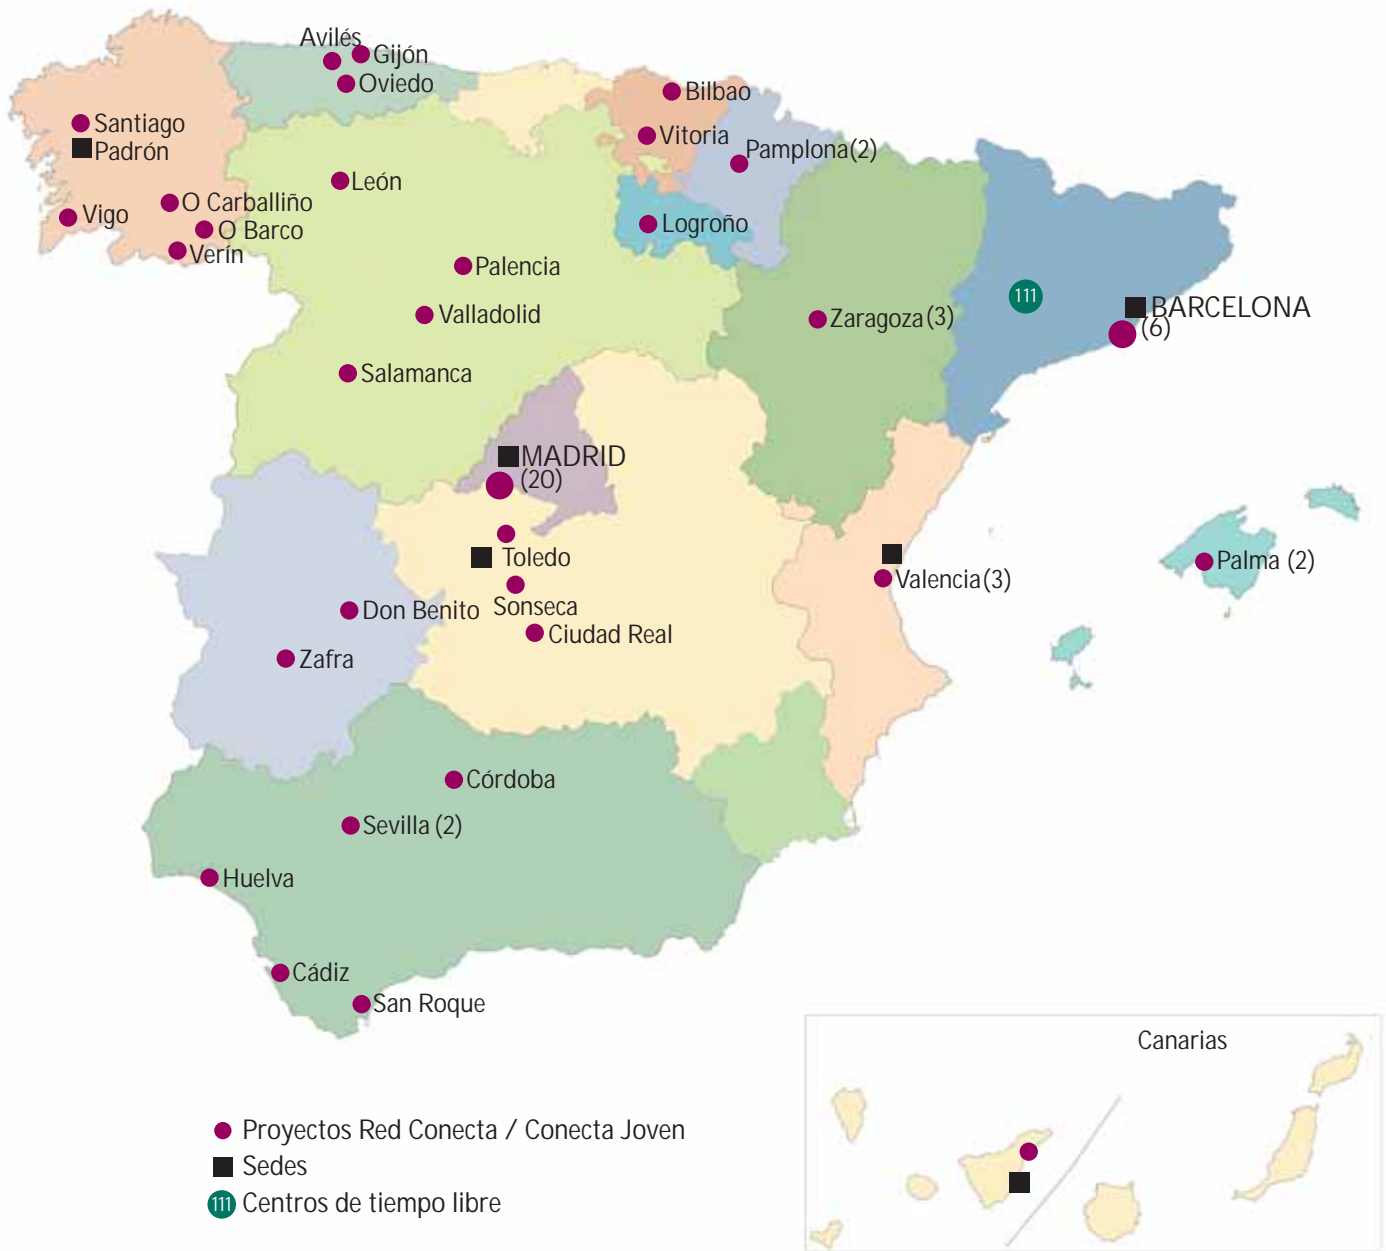 Avilés
Gijón
Oviedo
Bilbao
Santiago
Vitoria
Padrón
Pamplona(2)
León
O Carballiño
Vigo
Logroño
O Barco
Verín
Palencia
111
BARCELONA
(6)
Valladolid
Zaragoza(3)
Salamanca
MADRID
(20)
Toledo
Palma (2)
Valencia(3)
Sonseca
Don Benito
Ciudad Real
Zafra
Córdoba
Sevilla (2)
Huelva
Cádiz
San Roque
Canarias
Proyectos Red Conecta / Conecta Joven
Sedes
111 Centros de tiempo libre